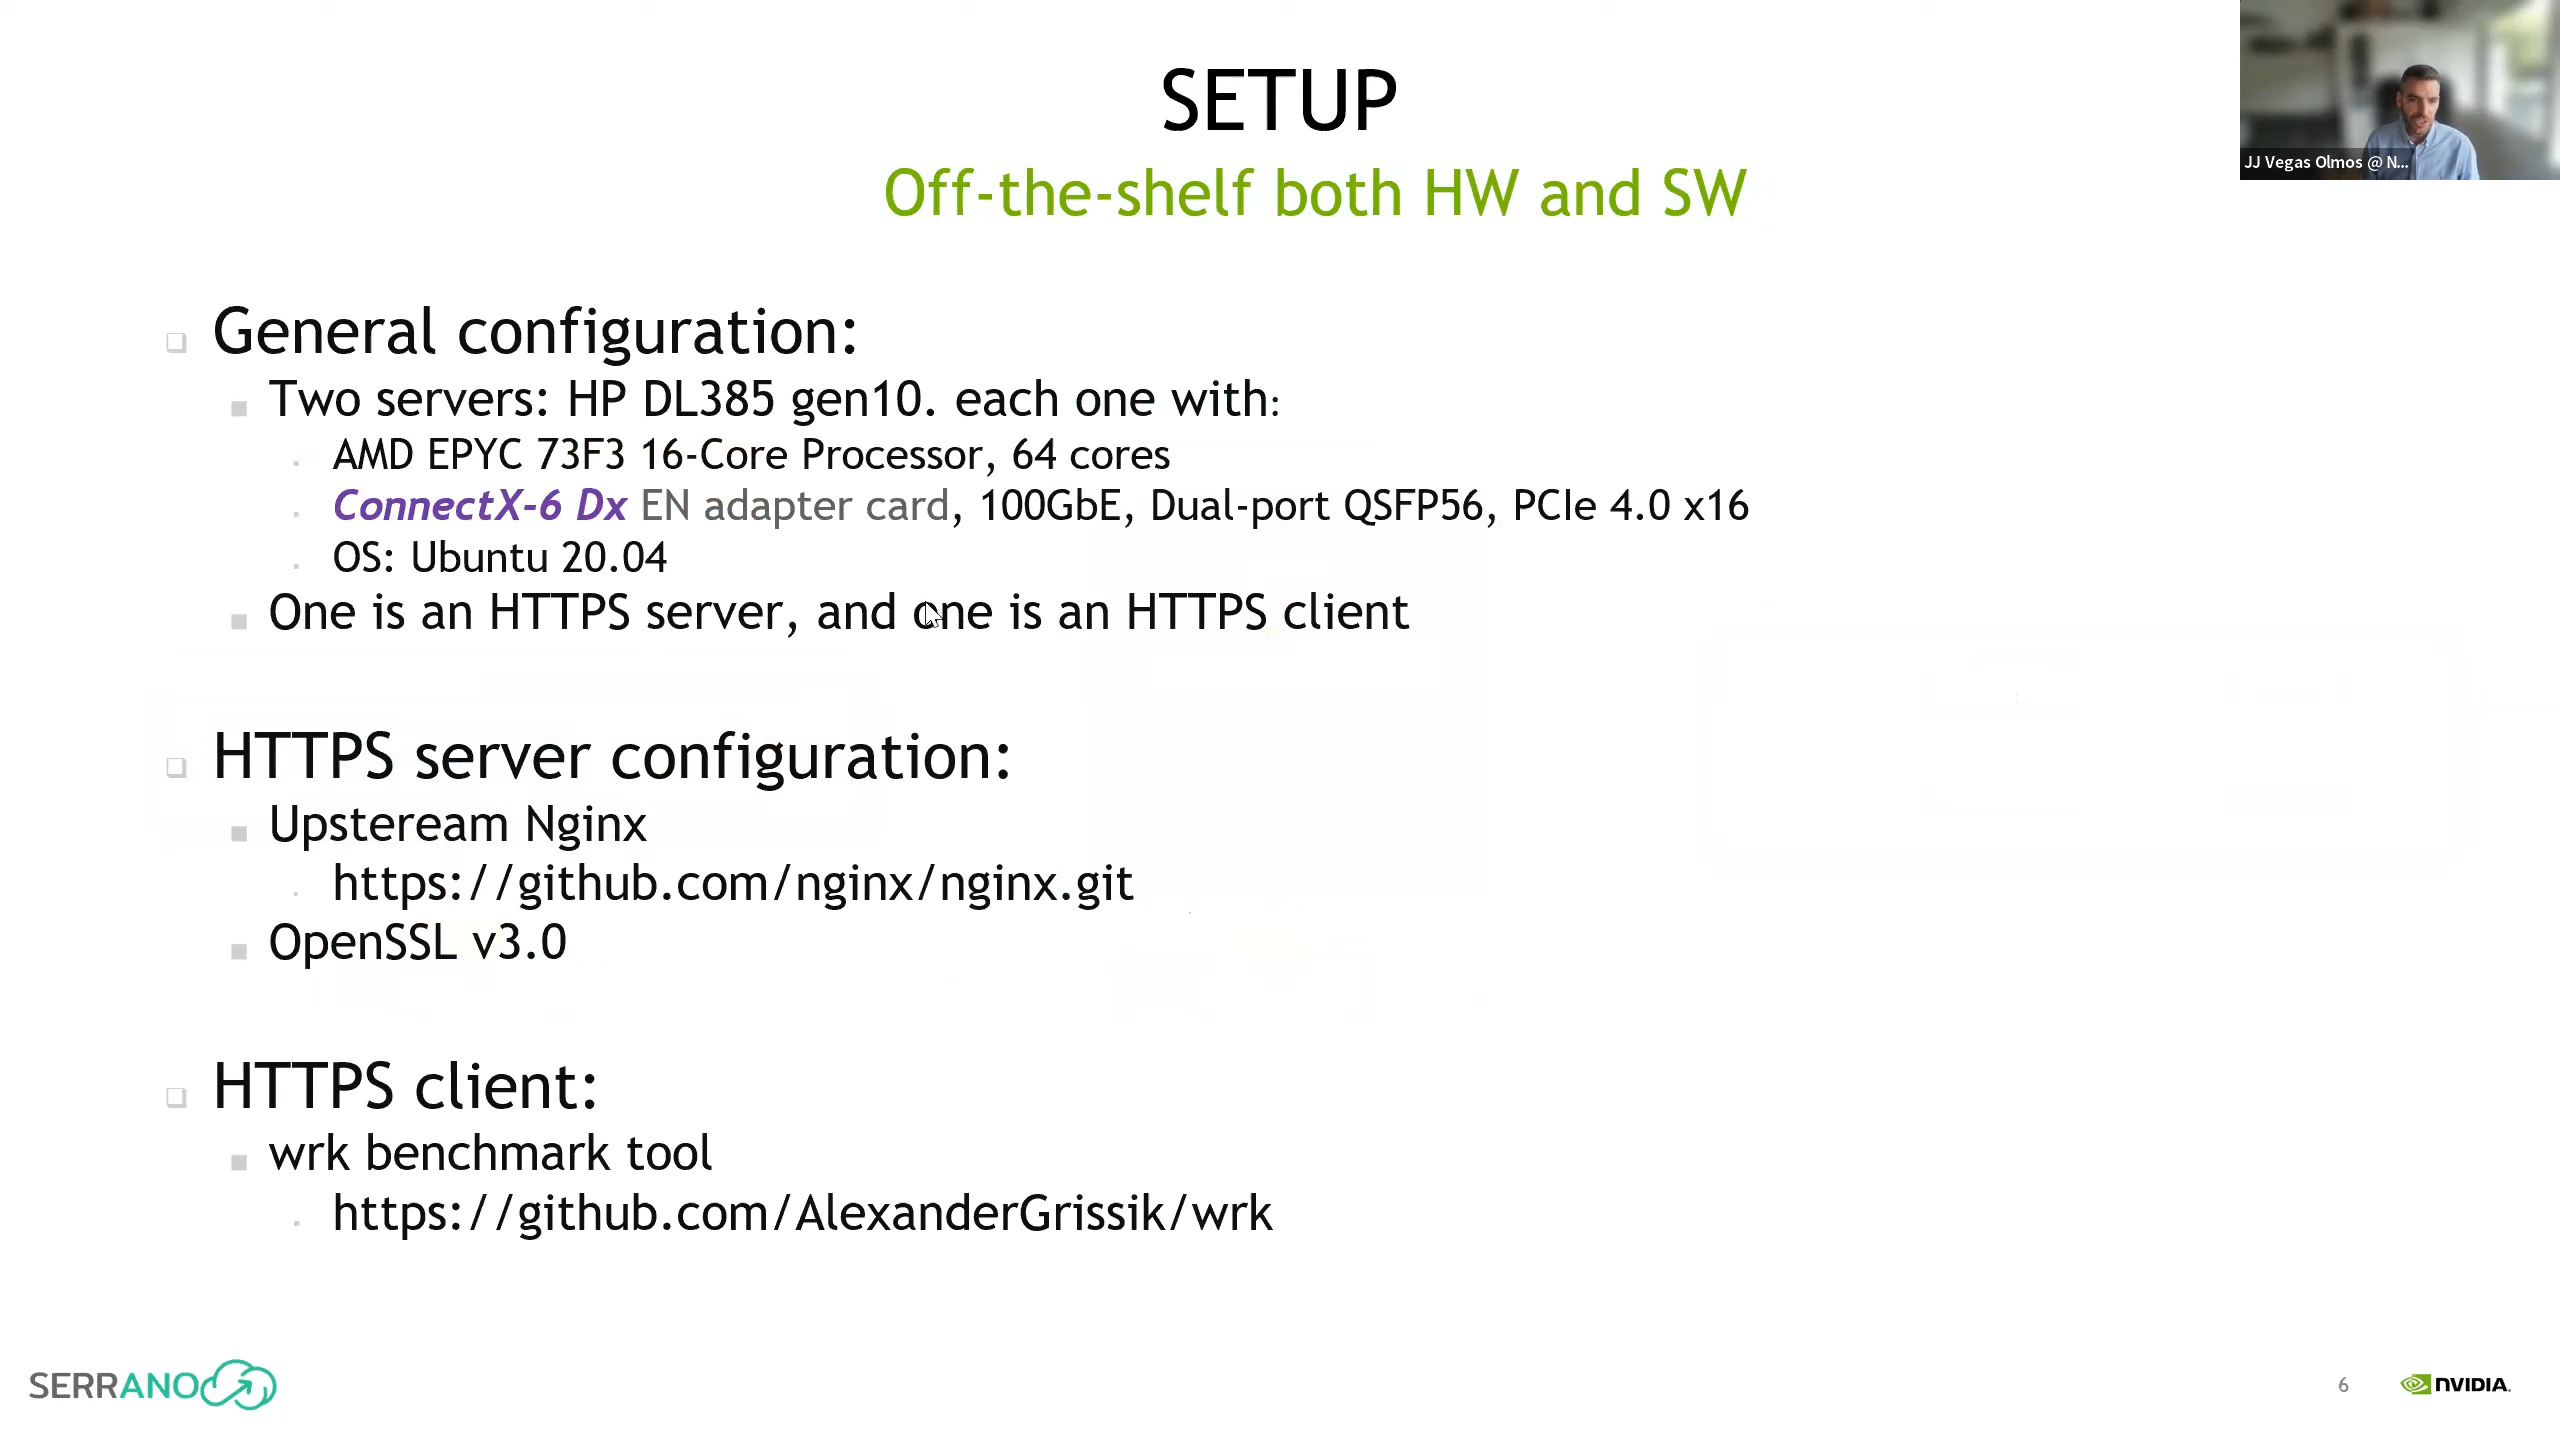 SETUP
Off-the-shelf both HW and SW
JJ Vegas Olmos @ N...
General configuration:
Two servers: HP DL385 gen10. each one with:
AMD EPYC 73F3 16-Core Processor, 64 cores
ConnectX-6 Dx EN adapter card, 100GbE, Dual-port QSFP56, PCIe 4.0 x16
OS: Ubuntu 20.04
One is an HTTPS server, and one is an HTTPS client
HTTPS server configuration:
Upsteream Nginx
https://github.com/nginx/nginx.git
OpenSSL v3.0
HTTPS client:
wrk benchmark tool
https://github.com/AlexanderGrissik/wrk
SERRANO
6
NVIDIA.